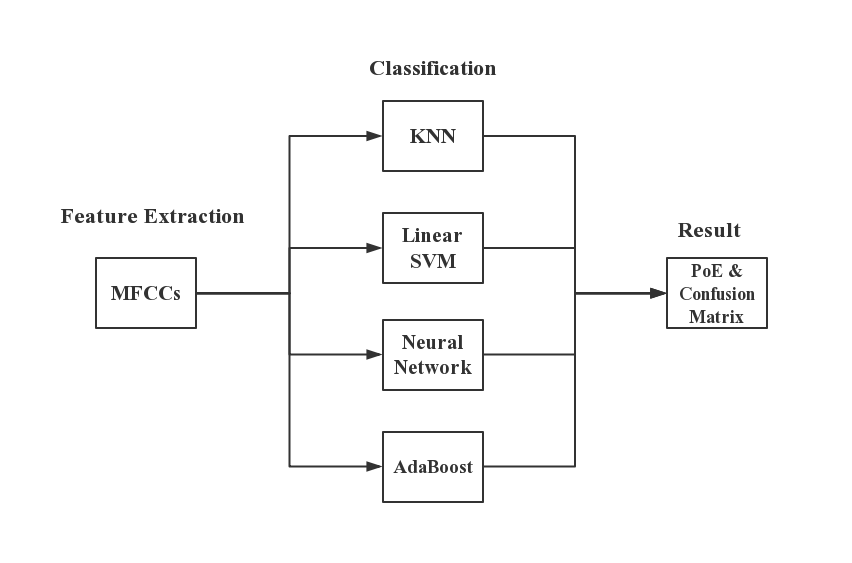 Classification
KNN
Feature Extraction
MFCCs
Linear
SVM
Neural
Network
AdaBoost
Result
PoE &
Confusion
Matrix